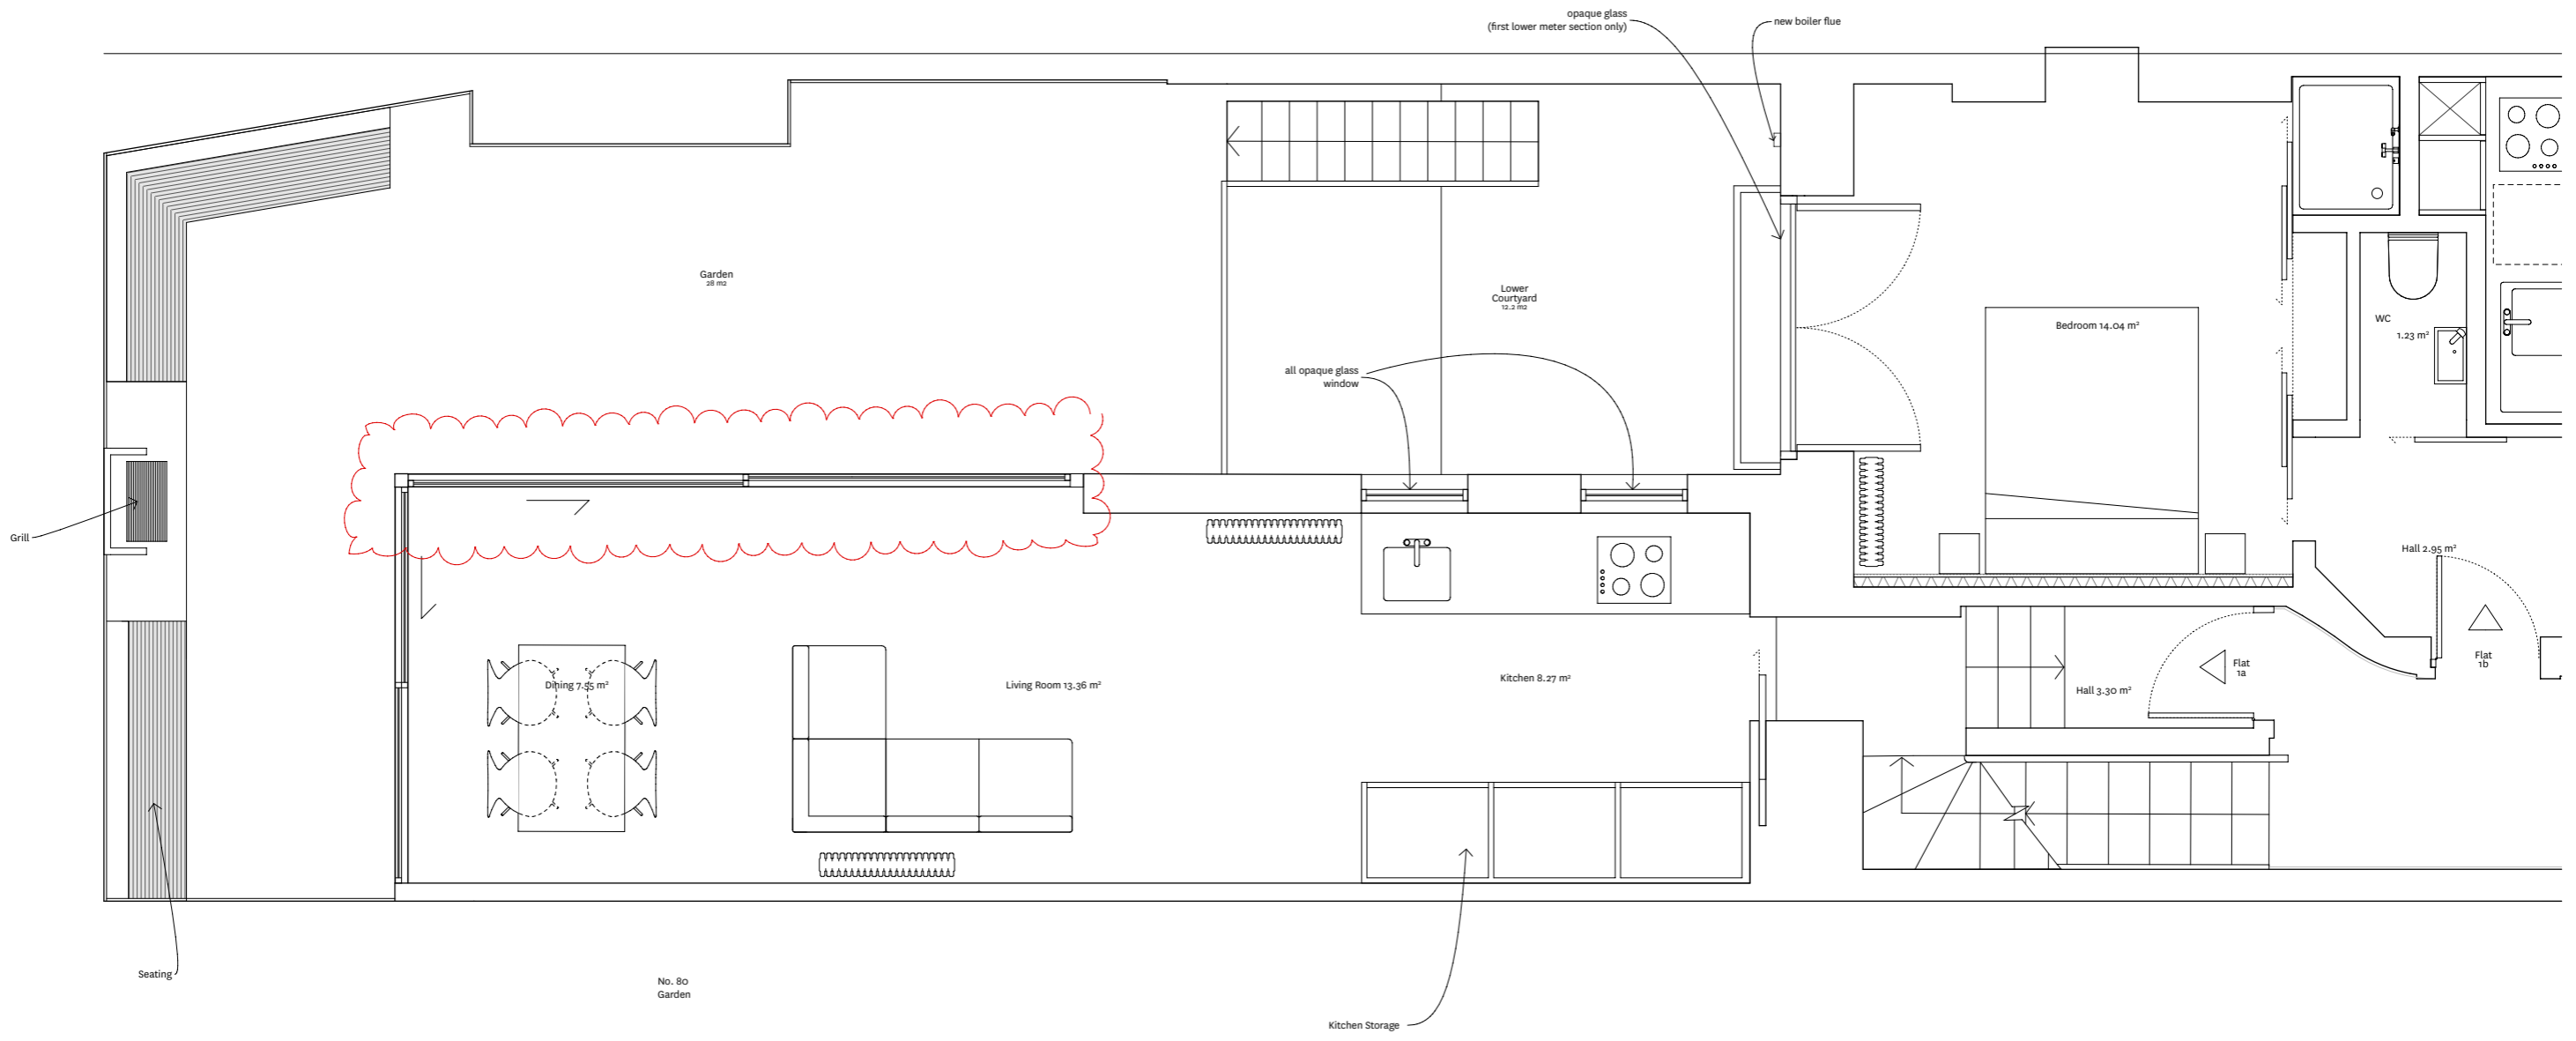 opaque glass
(first lower meter section only)
new boiler flue
Garden
28 m2
Lower
Courtyard
12.2 m2
all opaque glass
window
Bedroom 14.04 m²
WC
1.23 m²
Grill
Hall 2.95 m²
Flat
1b
Flat
1a
Hall 3.30 m²
Dining 7.55 m²
Living Room 13.36 m²
Kitchen 8.27 m²
Seating
No. 80
Garden
Kitchen Storage